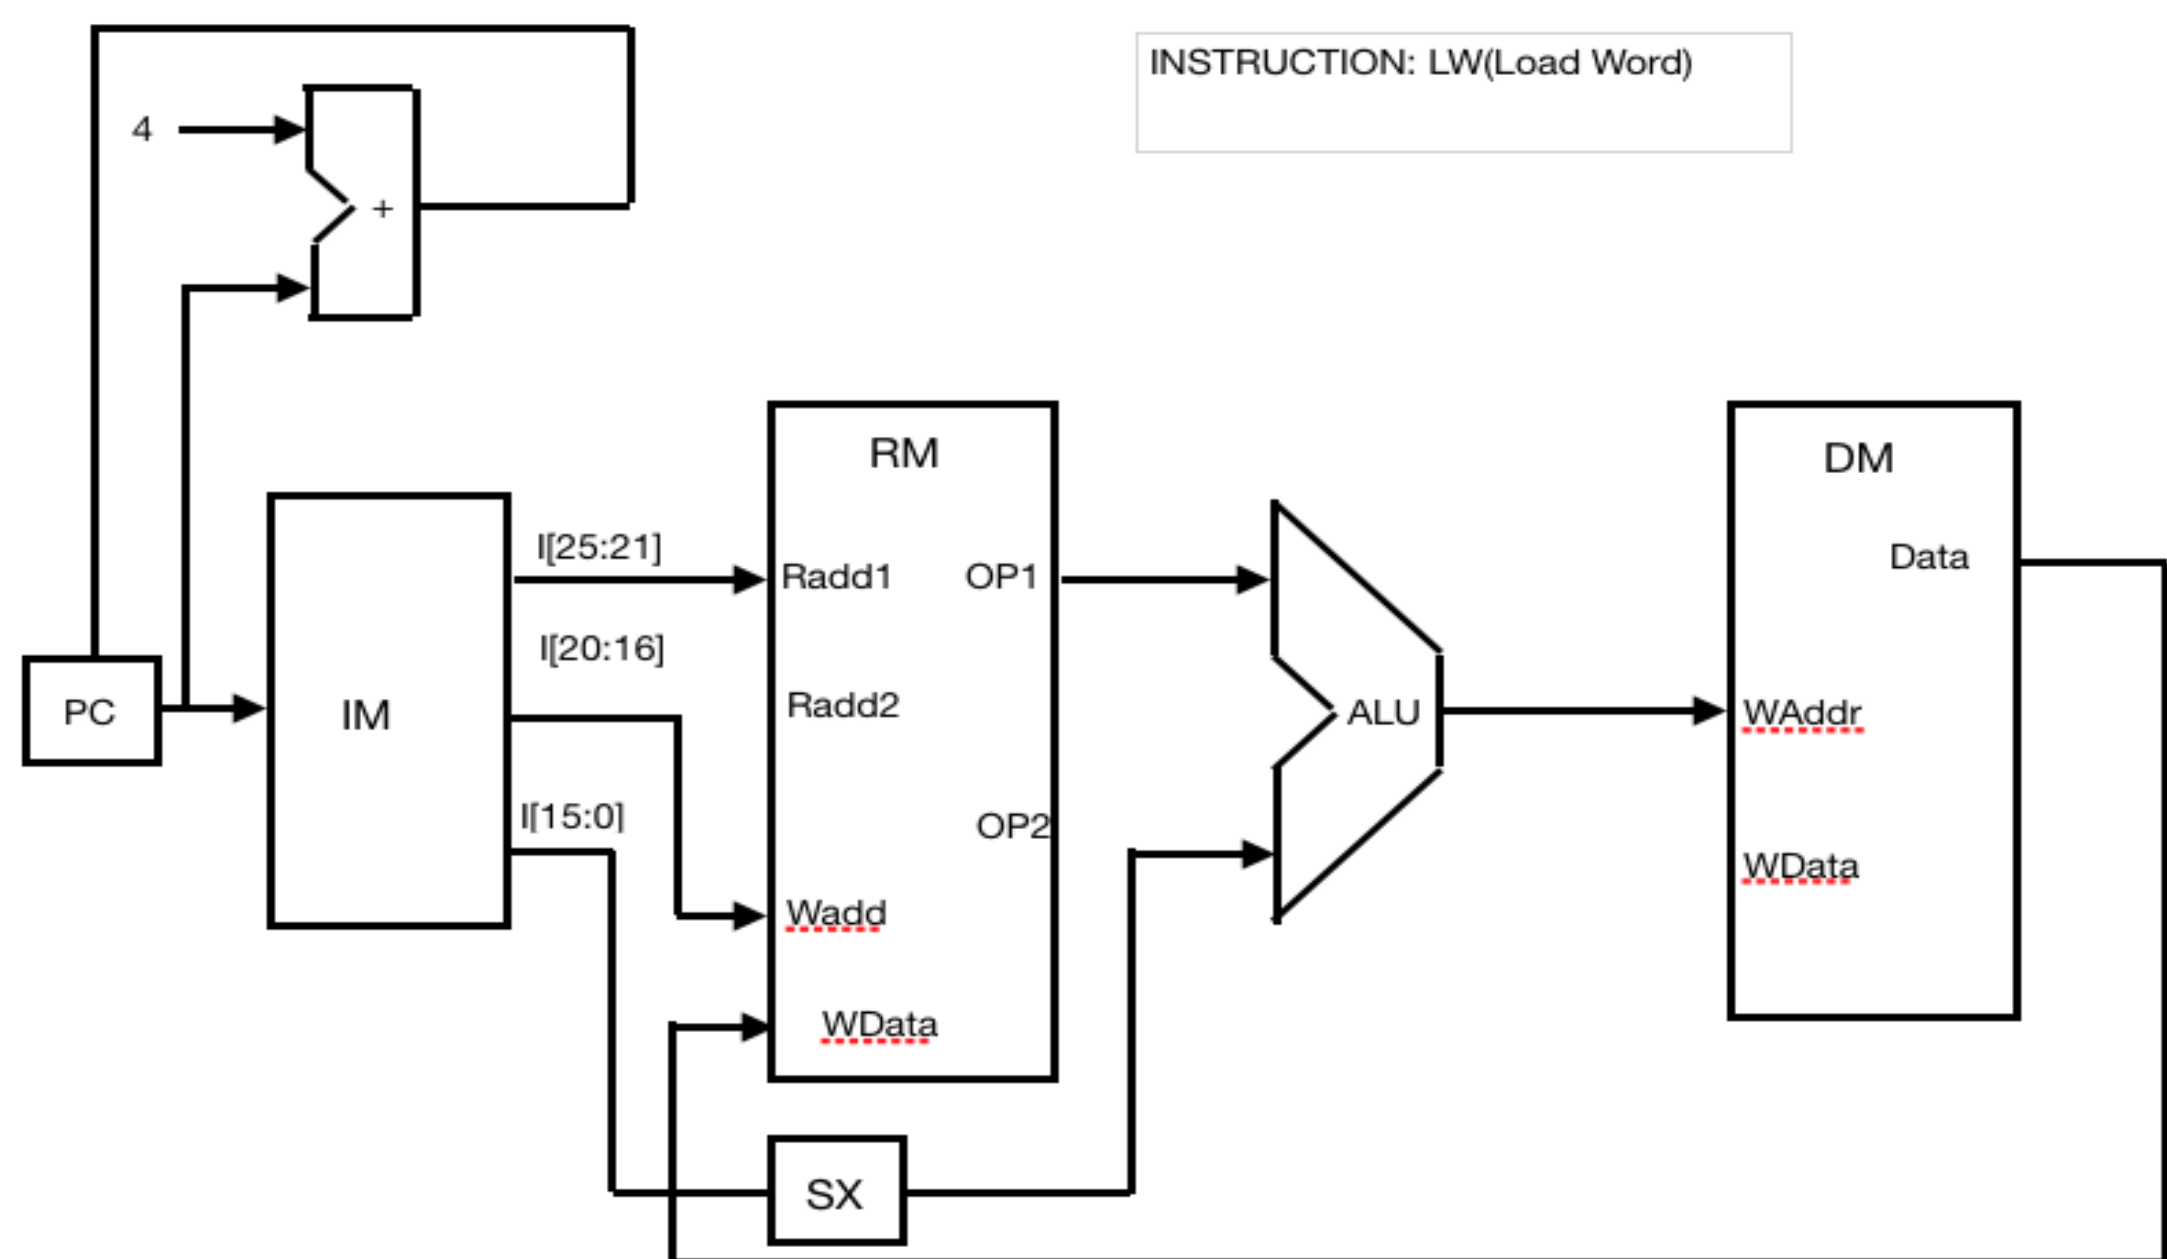 INSTRUCTION: LW(Load Word)
4
+
RM
DM
I[25:21]
Radd1
OP1
Data
I[20:16]
PC
IM
Radd2
ALU
WAddr
I[15:0]
OP2
WData
Wadd
WData
SX